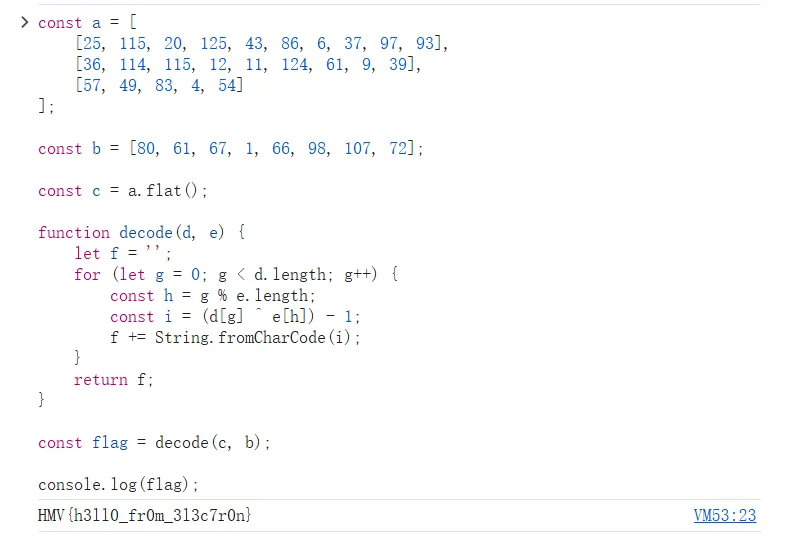 const a = [
[25, 115, 20, 125, 43, 86, 6, 37, 97, 93],
[36, 114, 115, 12, 11, 124, 61, 9, 39],
[57, 49, 83, 4, 54]
];
const b = [80, 61, 67, 1, 66, 98, 107, 72];
const c = a.flat();
function decode(d, e) {
let f = '';
for (let g = 0; g < d.length; g++) {
const h = g % e.length;
const i = (d[g] ^ e[h]) - 1;
f += String.fromCharCode(i);
}
return f;
}
const flag = decode(c, b);
console.log(flag);
HMV{h3ll0_fr0m_3l3c7r0n} VM53:23